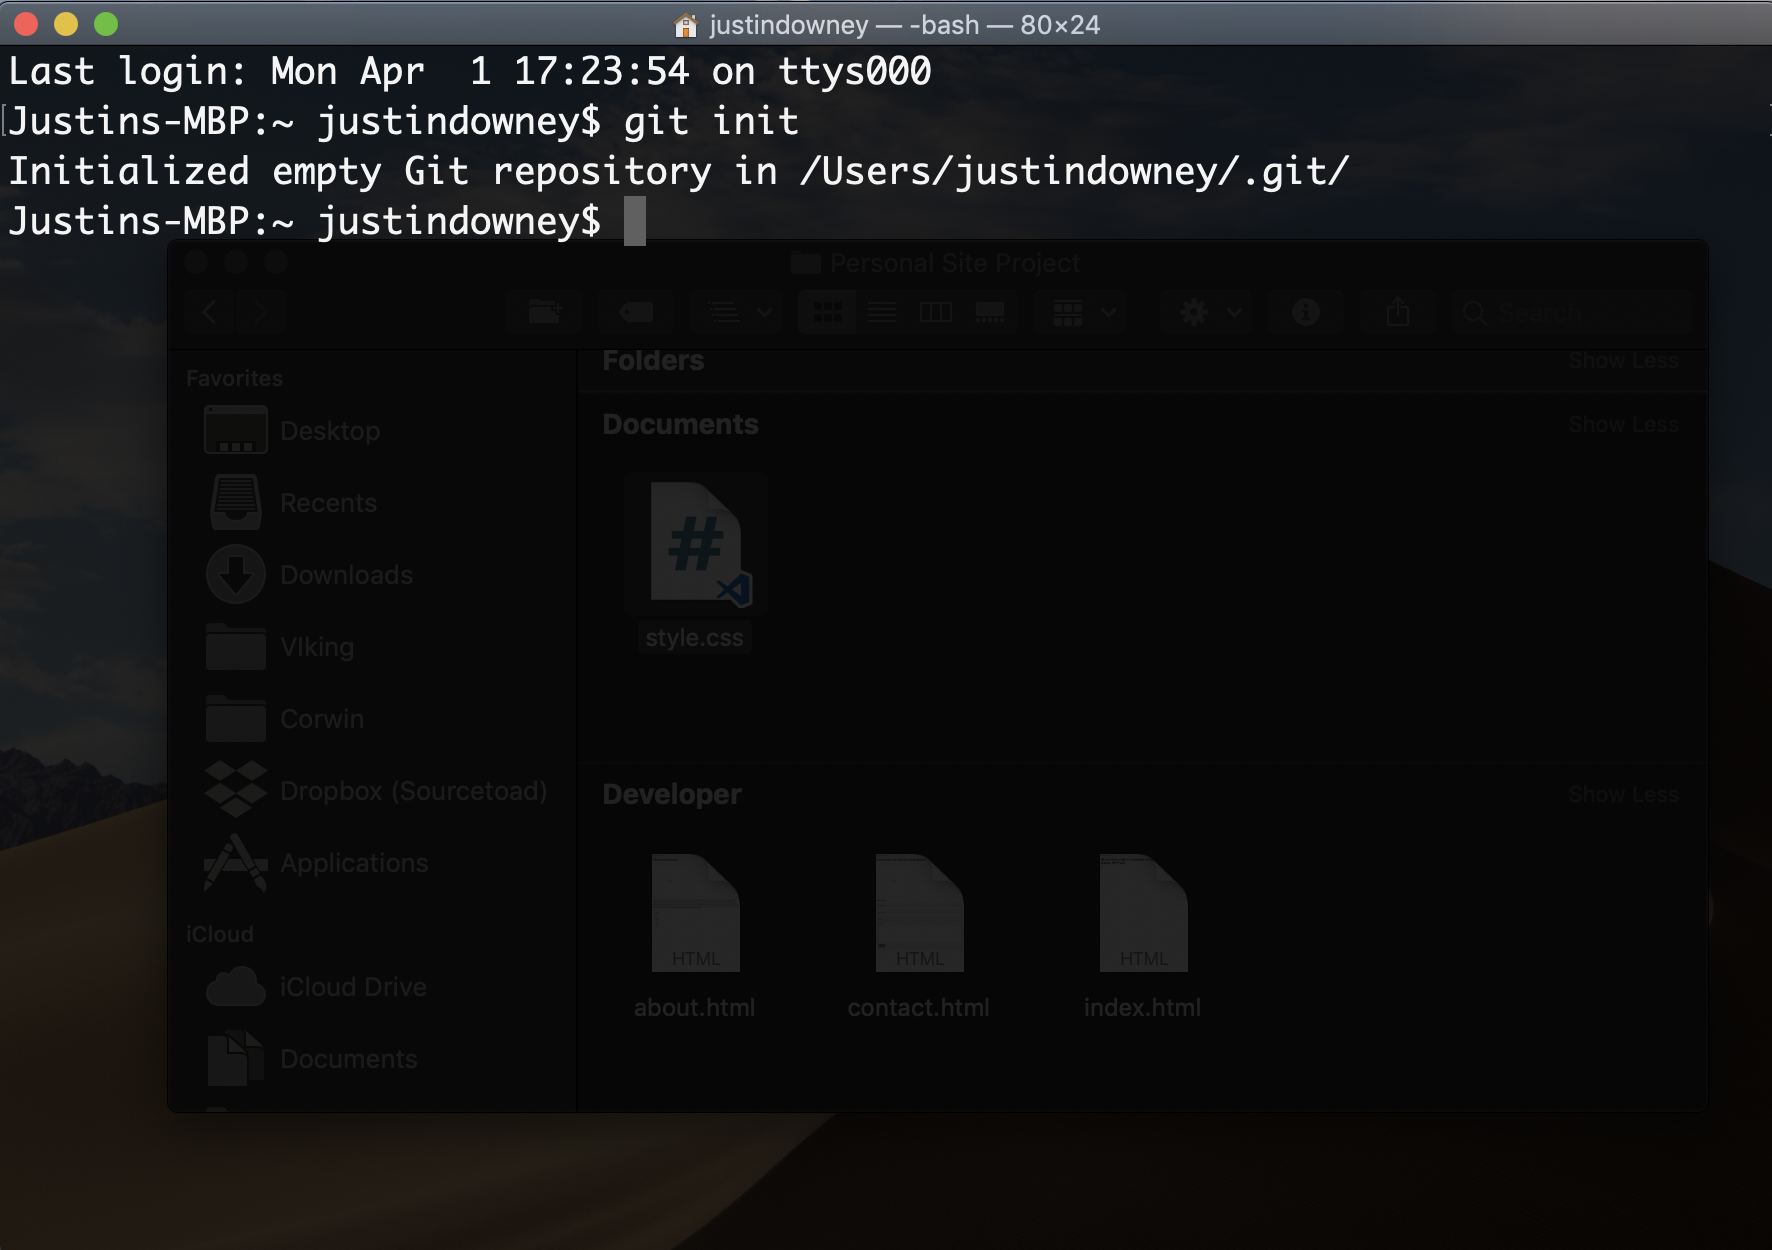 justindowney — -bash — 80×24
Last login: Mon Apr  1 17:23:54 on ttys000
[Justins-MBP:~ justindowney$ git init
Initialized empty Git repository in /Users/justindowney/.git/
Justins-MBP:~ justindowney$
Personal Site Project
Search
Favorites
Desktop
Recents
Downloads
VIking
Corwin
Dropbox (Sourcetoad)
Applications
iCloud
iCloud Drive
Documents
Folders Show Less
Documents Show Less
#
style.css
Developer Show Less
HTML HTML HTML
about.html contact.html index.html